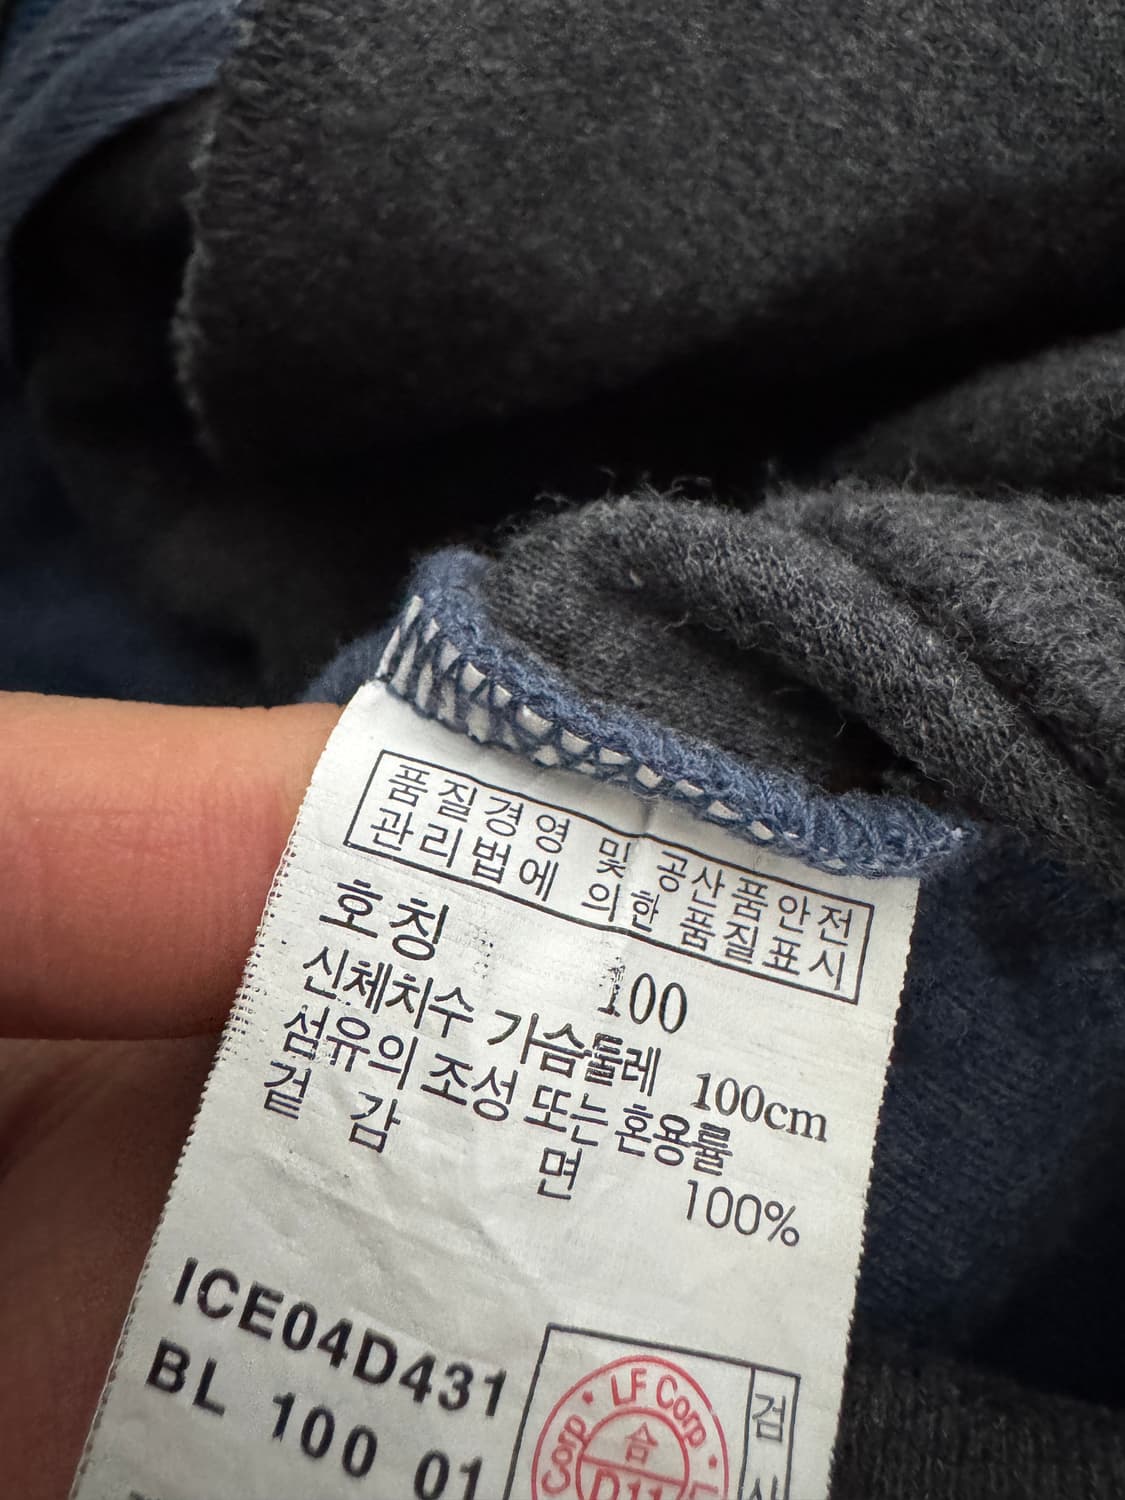 품질경영 및 공산품안전
관리법에 의한 품질표시
호칭 100
신체치수 가슴둘레 100cm
섬유의 조성 또는 혼용률
겉감 면 100%
ICE04D431
BL 100 01
검
LF Corp
Corp
合
D11